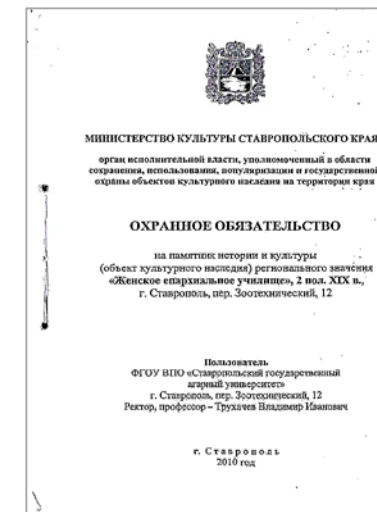 МИНИСТЕРСТВО КУЛЬТУРЫ СТАВРОПОЛЬСКОГО КРАЯ
орган исполнительной власти, уполномоченный в области
сохранения, использования, популяризации и государственной
охраны объектов культурного наследия на территории края
ОХРАННОЕ ОБЯЗАТЕЛЬСТВО
на памятник истории и культуры
(объект культурного наследия) регионального значения
«Женское епархиальное училище», 2 пол. XIX в.,
г. Ставрополь, пер. Зоотехнический, 12
Пользователь
ФГОУ ВПО «Ставропольский государственный
аграрный университет»
г. Ставрополь, пер. Зоотехнический, 12
Ректор, профессор – Трухачев Владимир Иванович
г. Ставрополь
2010 год